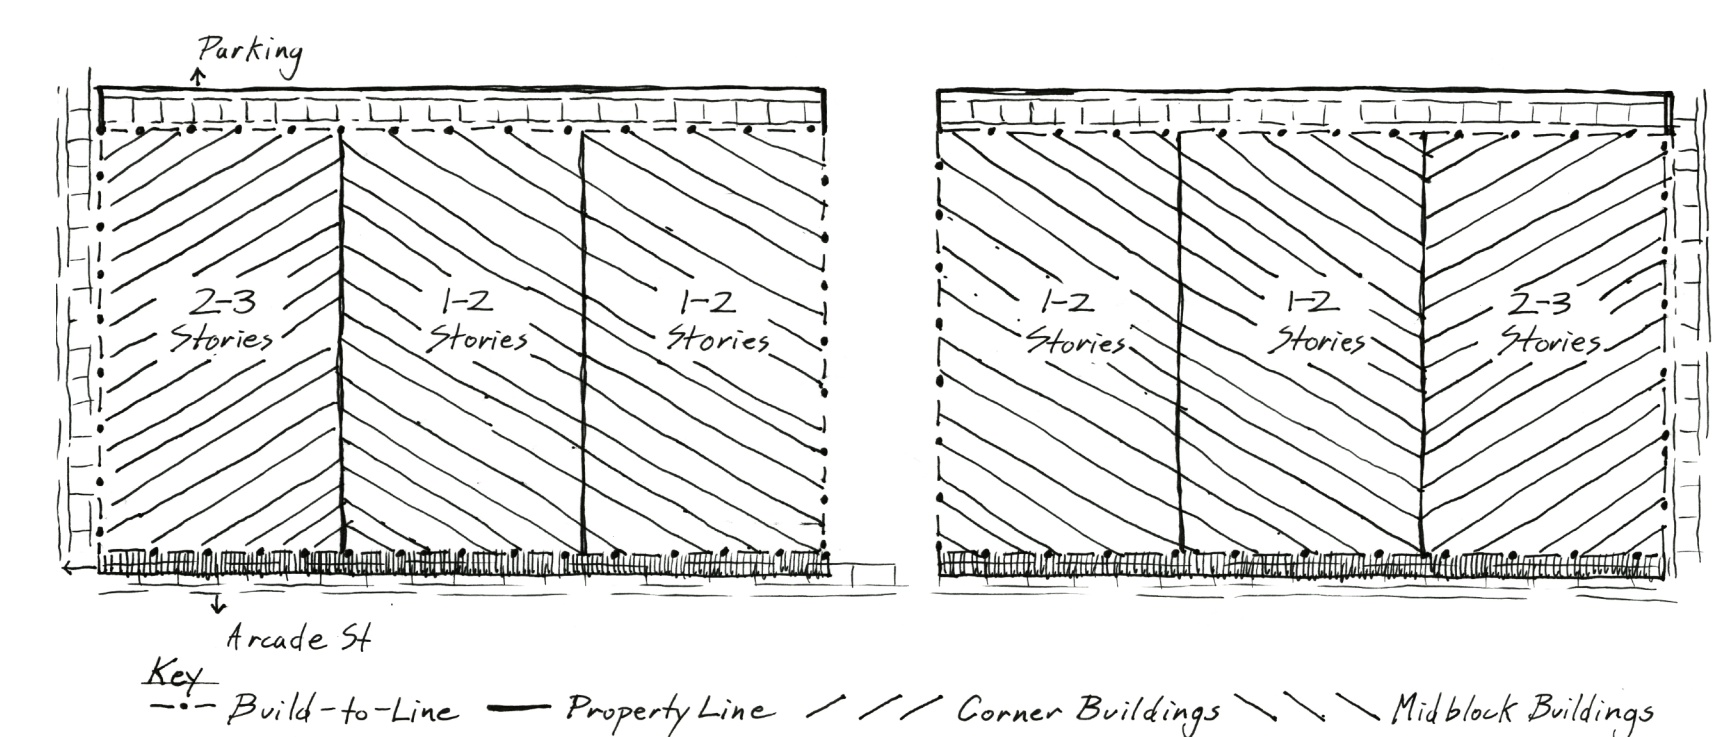 Parking
2-3
Stories
1-2
Stories
1-2
Stories
1-2
Stories
1-2
Stories
2-3
Stories
Arcade St
Key
Build-to-Line
Property Line
Corner Buildings
Midblock Buildings